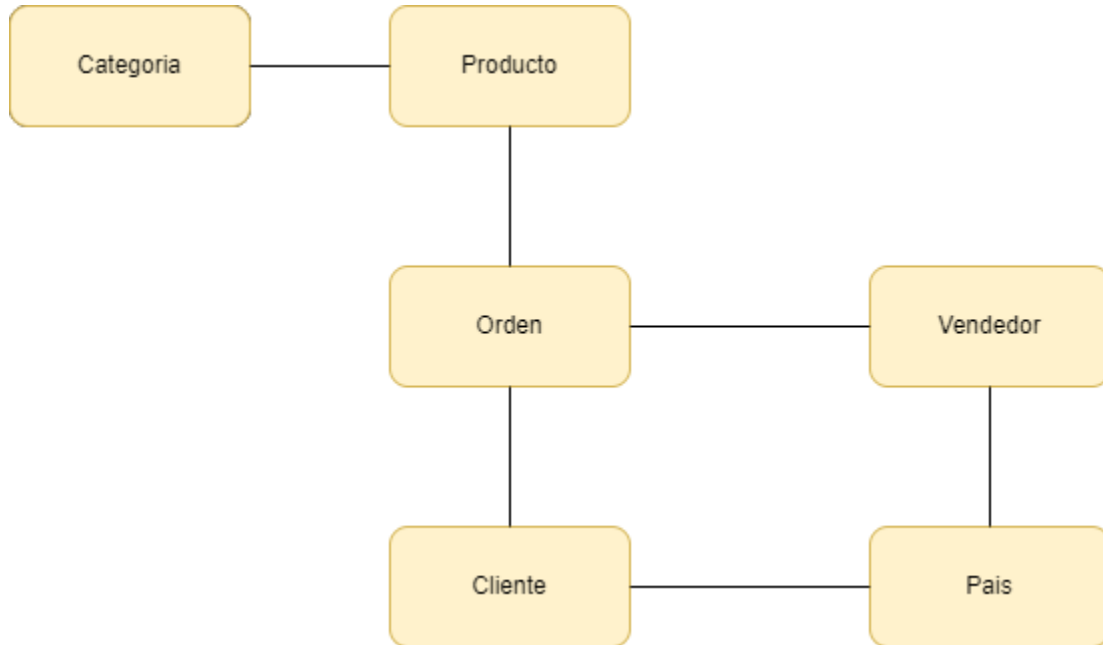 Categoria
Producto
Orden
Vendedor
Cliente
Pais